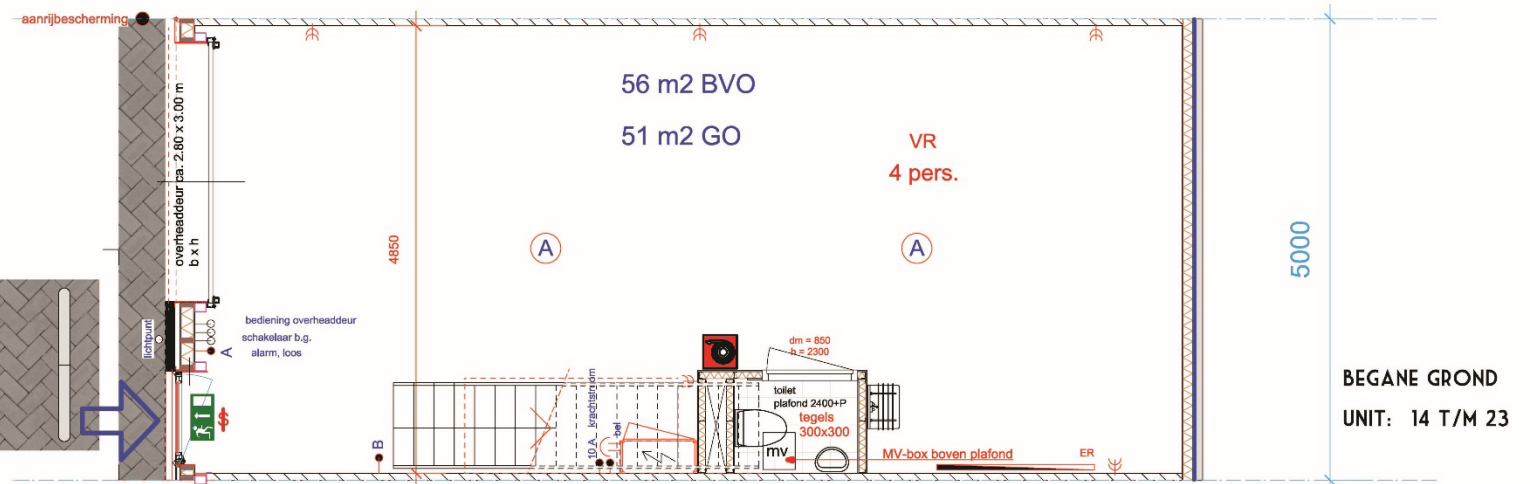 aanrijbescherming
56 m2 BVO
51 m2 GO
VR
4 pers.
overheaddeur ca. 2.80 x 3.00 m
b x h
4850
A
A
5000
bediening overheaddeur
schakelaar b.g.
alarm, loos
A
lichtpunt
dm = 850
h = 2300
B
10 A krachtstroom
bel
toilet
plafond 2400+P
tegels
300x300
mv
MV-box boven plafond
ER
BEGANE GROND
UNIT: 14 T/M 23